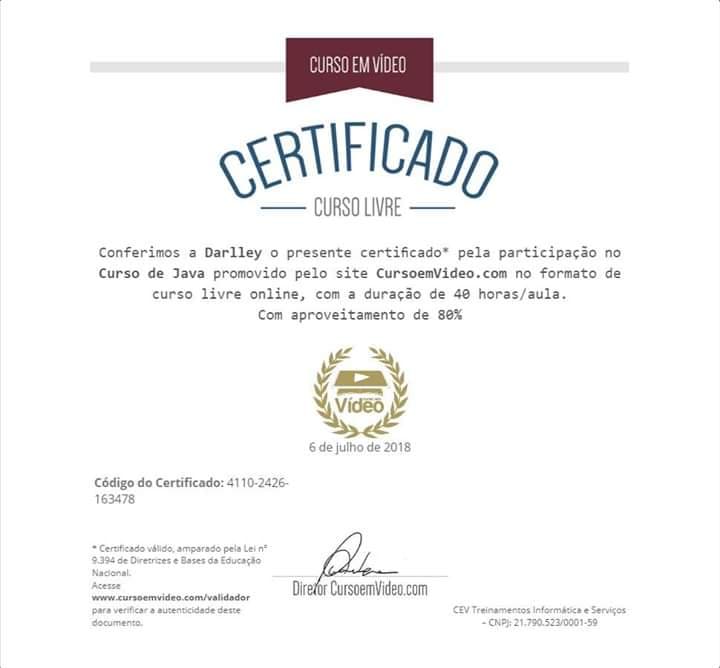 CURSO EM VÍDEO
CERTIFICADO
CURSO LIVRE
Conferimos a Darlley o presente certificado* pela participação no
Curso de Java promovido pelo site CursoemVideo.com no formato de
curso livre online, com a duração de 40 horas/aula.
Com aproveitamento de 80%
Vídeo
6 de julho de 2018
Código do Certificado: 4110-2426-
163478
* Certificado válido, amparado pela Lei n°
9.394 de Diretrizes e Bases da Educação
Nacional.
Acesse
www.cursoemvideo.com/validador
para verificar a autenticidade deste
documento.
Diretor CursoemVideo.com
CEV Treinamentos Informática e Serviços
– CNPJ: 21.790.523/0001-59